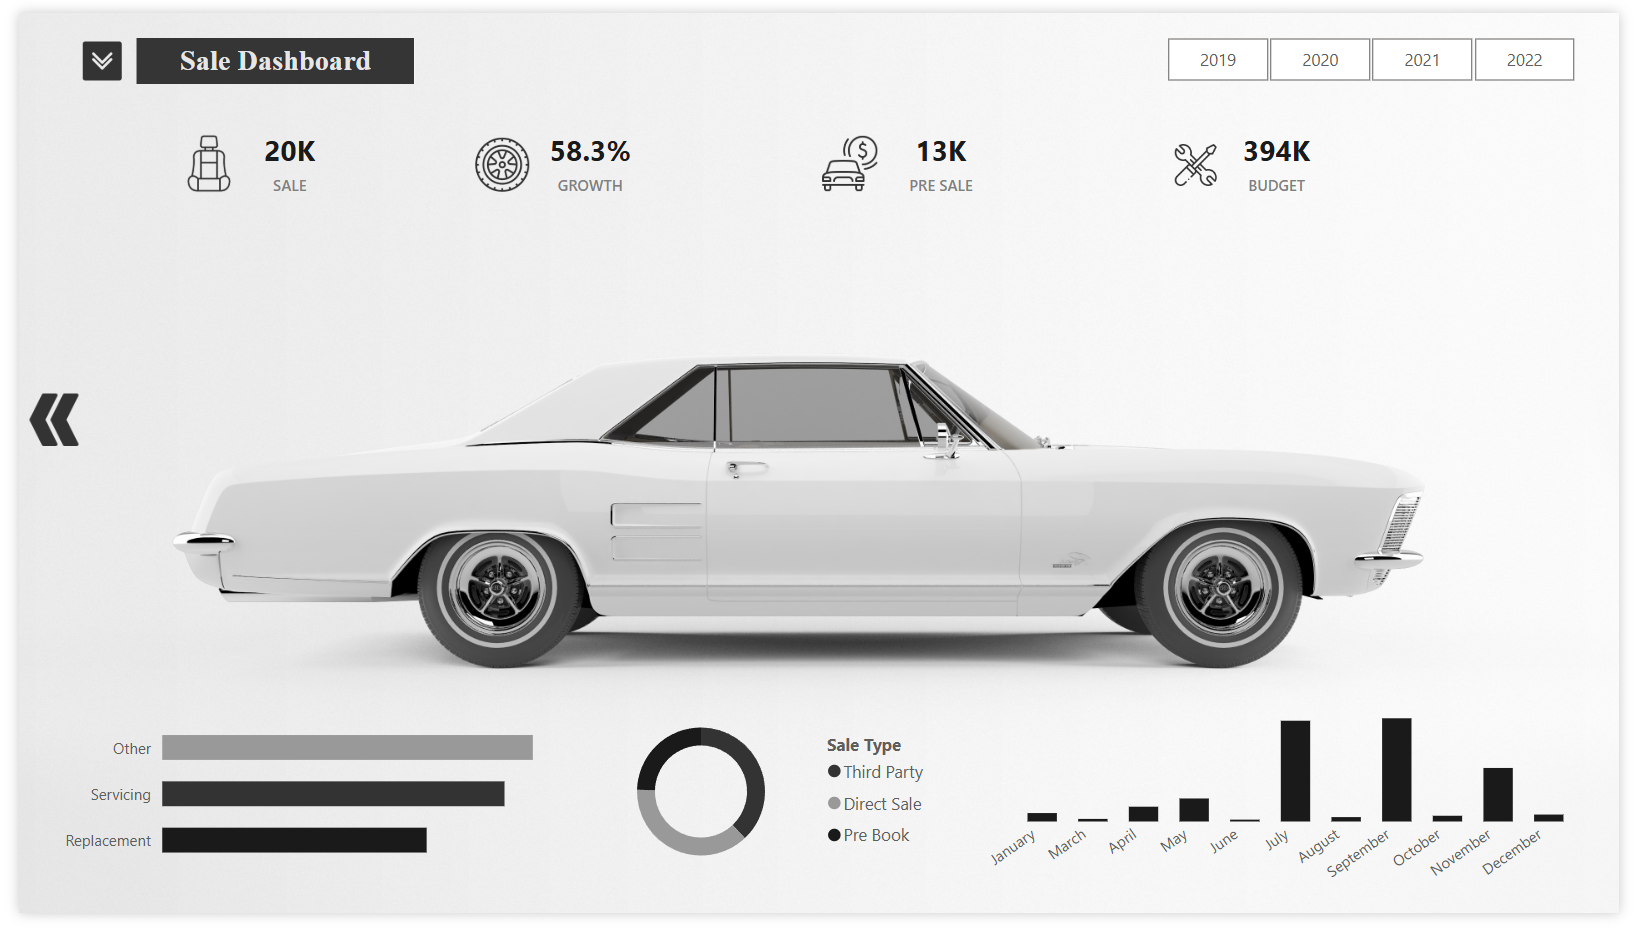 Sale Dashboard
2019 2020 2021 2022
20K 58.3% 13K 394K
SALE GROWTH PRE SALE BUDGET
Other
Servicing
Replacement
Sale Type
Third Party
Direct Sale
Pre Book
January March April May June July August September October November December